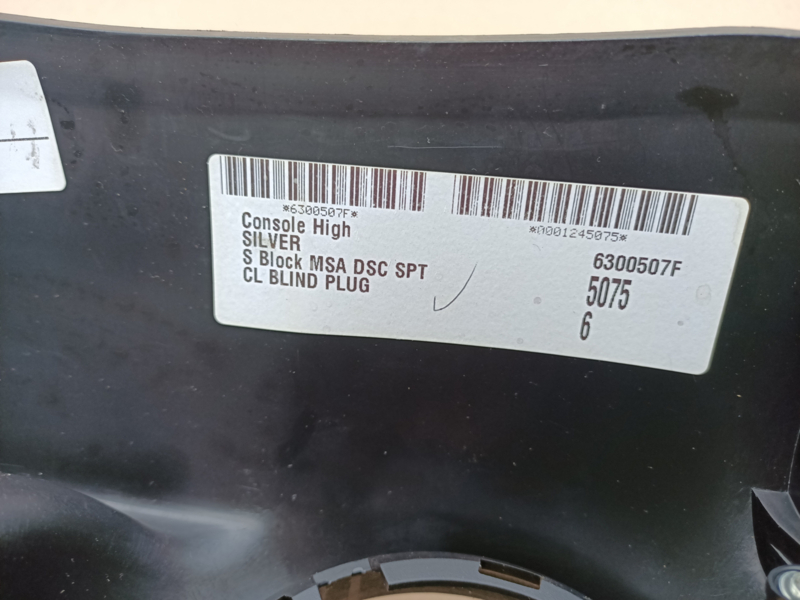 *6300507F*
*0001245075*
Console High
SILVER
S Block MSA DSC SPT
CL BLIND PLUG
6300507F
5075
6